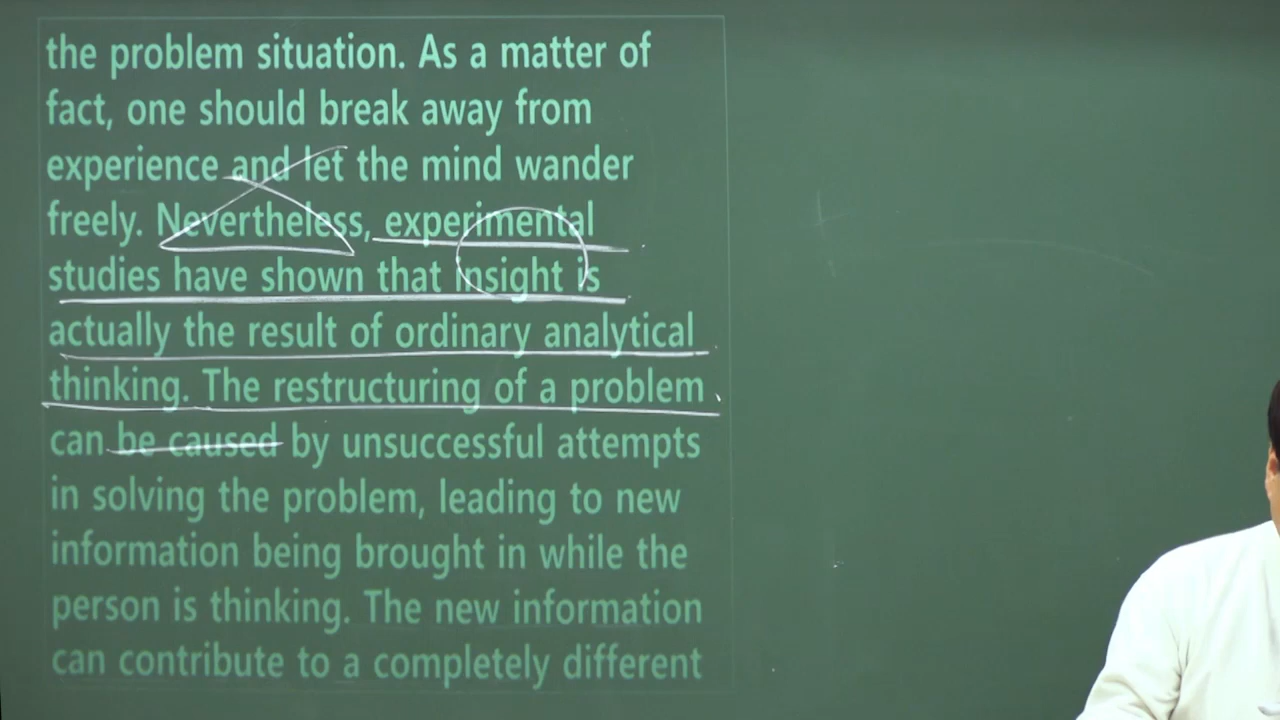 the problem situation. As a matter of
fact, one should break away from
experience and let the mind wander
freely. Nevertheless, experimental
studies have shown that insight is
actually the result of ordinary analytical
thinking. The restructuring of a problem
can be caused by unsuccessful attempts
in solving the problem, leading to new
information being brought in while the
person is thinking. The new information
can contribute to a completely different